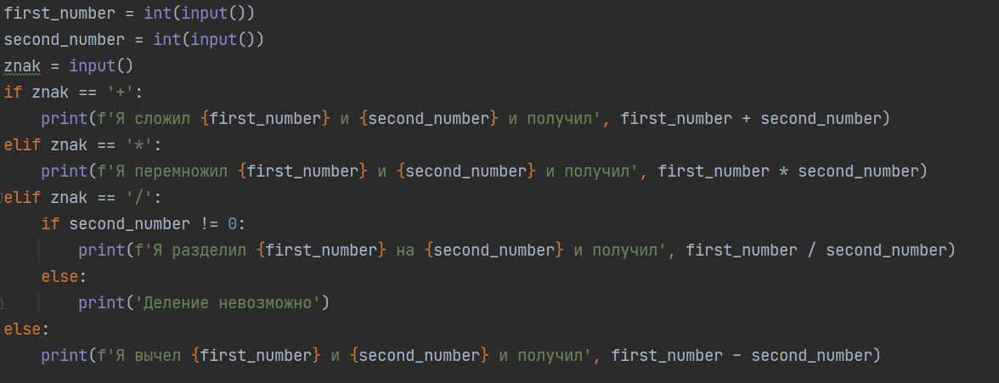 first_number = int(input())
second_number = int(input())
znak = input()
if znak == '+':
    print(f'Я сложил {first_number} и {second_number} и получил', first_number + second_number)
elif znak == '*':
    print(f'Я перемножил {first_number} и {second_number} и получил', first_number * second_number)
elif znak == '/':
    if second_number != 0:
        print(f'Я разделил {first_number} на {second_number} и получил', first_number / second_number)
    else:
        print('Деление невозможно')
else:
    print(f'Я вычел {first_number} и {second_number} и получил', first_number - second_number)